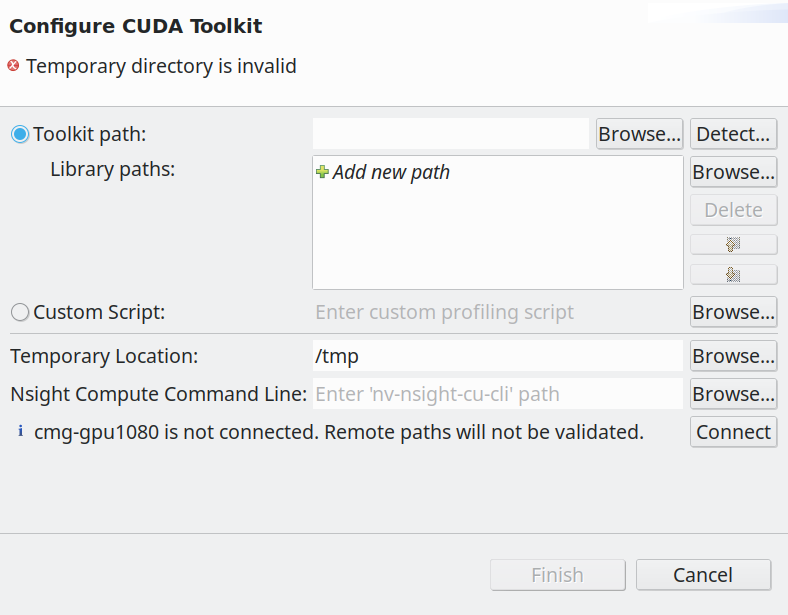 Configure CUDA Toolkit
Temporary directory is invalid
Toolkit path: Browse... Detect...
Library paths: Add new path Browse...
Delete
Custom Script: Enter custom profiling script Browse...
Temporary Location: /tmp Browse...
Nsight Compute Command Line: Enter 'nv-nsight-cu-cli' path Browse...
cmg-gpu1080 is not connected. Remote paths will not be validated. Connect
Finish Cancel